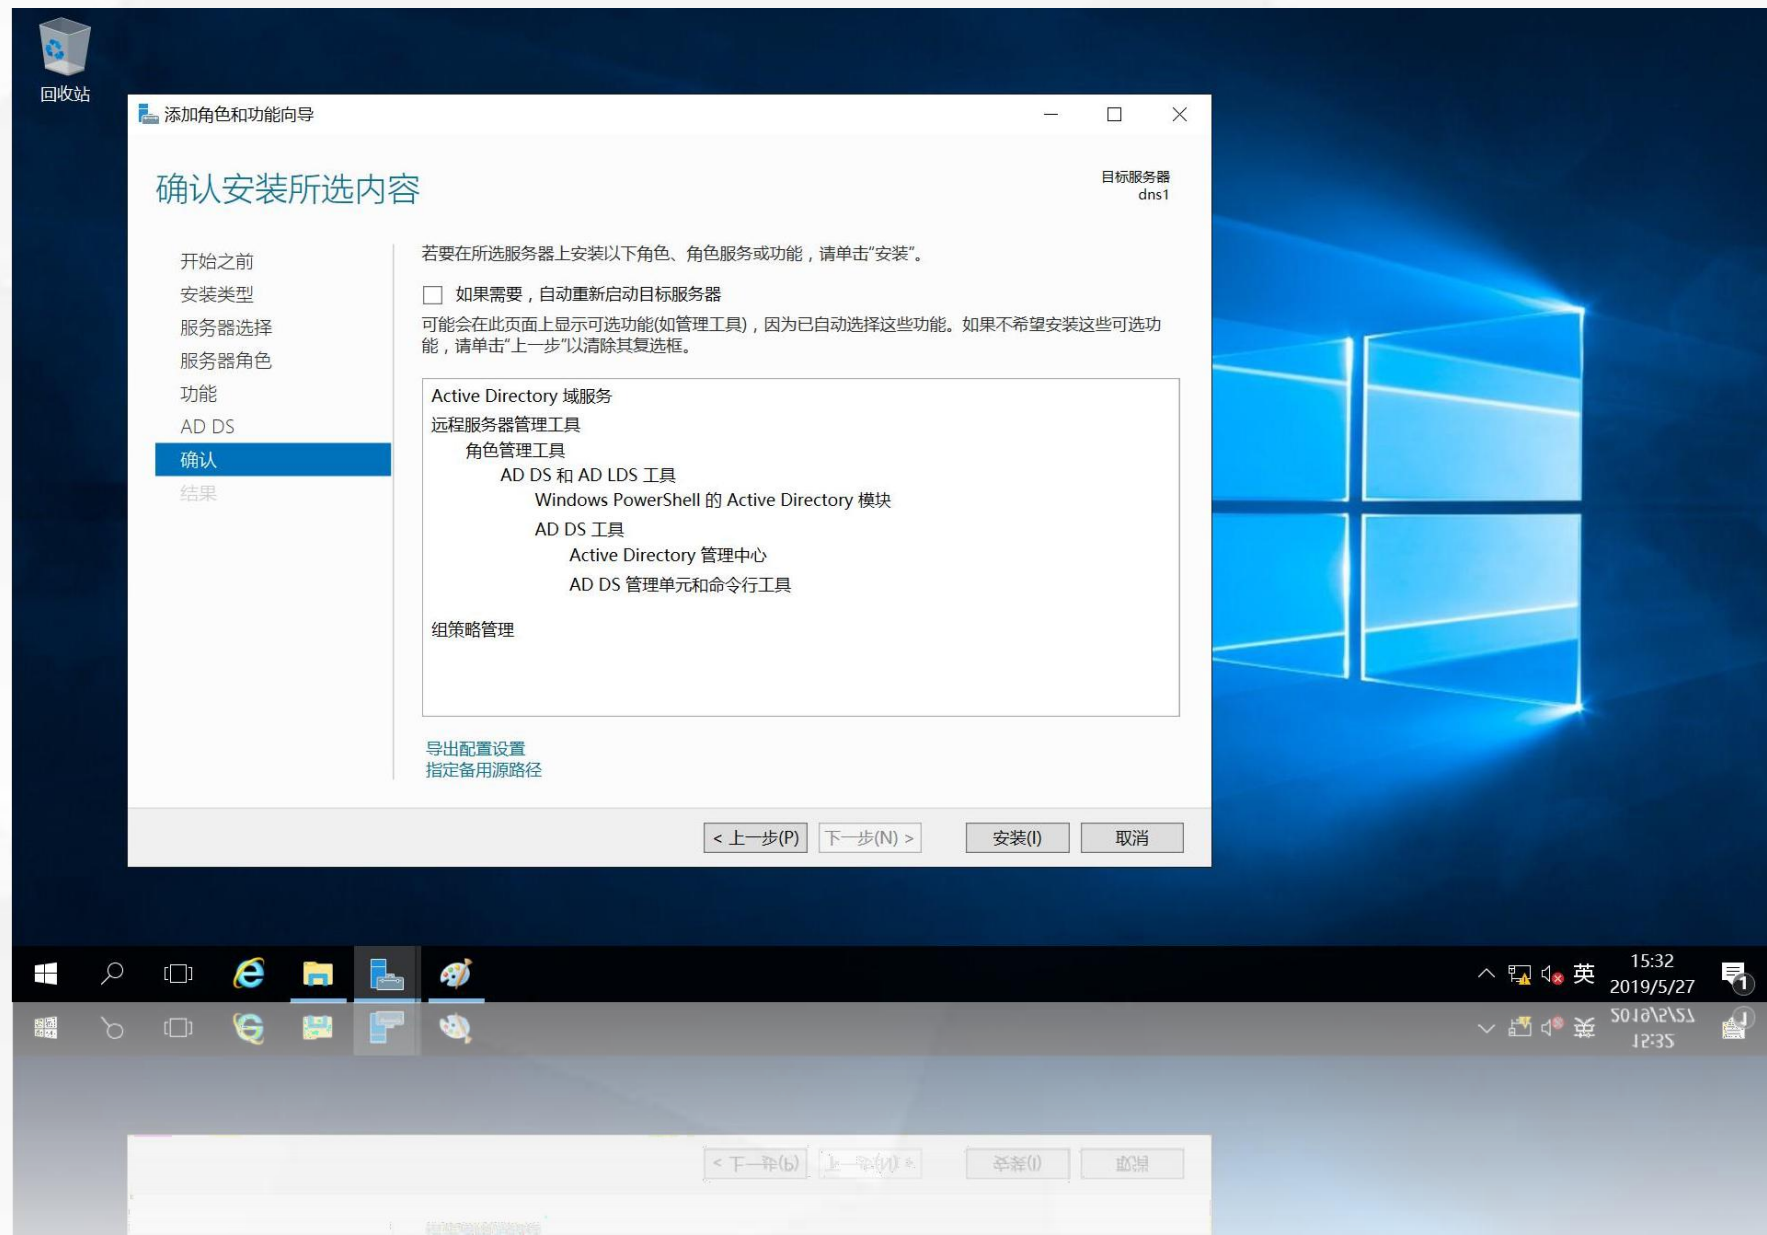 回收站
添加角色和功能向导
确认安装所选内容
目标服务器
dns1
开始之前
安装类型
服务器选择
服务器角色
功能
AD DS
确认
结果
若要在所选服务器上安装以下角色、角色服务或功能，请单击“安装”。
如果需要，自动重新启动目标服务器
可能会在此页面上显示可选功能(如管理工具)，因为已自动选择这些功能。如果不希望安装这些可选功
能，请单击“上一步”以清除其复选框。
Active Directory 域服务
远程服务器管理工具
角色管理工具
AD DS 和 AD LDS 工具
Windows PowerShell 的 Active Directory 模块
AD DS 工具
Active Directory 管理中心
AD DS 管理单元和命令行工具
组策略管理
导出配置设置
指定备用源路径
< 上一步(P)
下一步(N) >
安装(I)
取消
英
15:32
2019/5/27
1